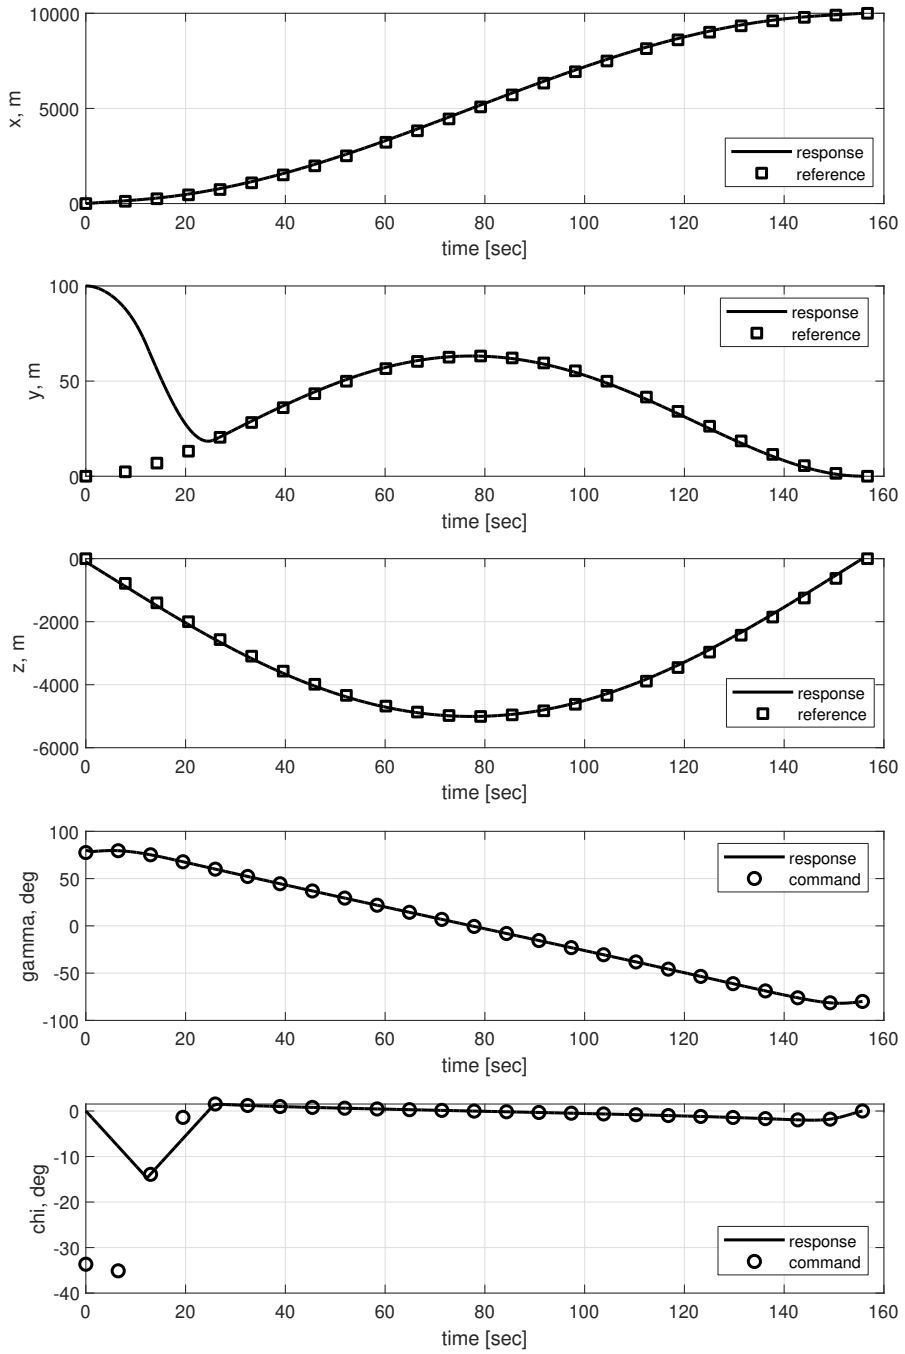 10000
5000
0
x, m
response
reference
0 20 40 60 80 100 120 140 160
time [sec]
100
50
0
y, m
response
reference
0 20 40 60 80 100 120 140 160
time [sec]
0
-2000
-4000
-6000
z, m
response
reference
0 20 40 60 80 100 120 140 160
time [sec]
100
50
0
-50
-100
gamma, deg
response
command
0 20 40 60 80 100 120 140 160
time [sec]
0
-10
-20
-30
-40
chi, deg
response
command
0 20 40 60 80 100 120 140 160
time [sec]